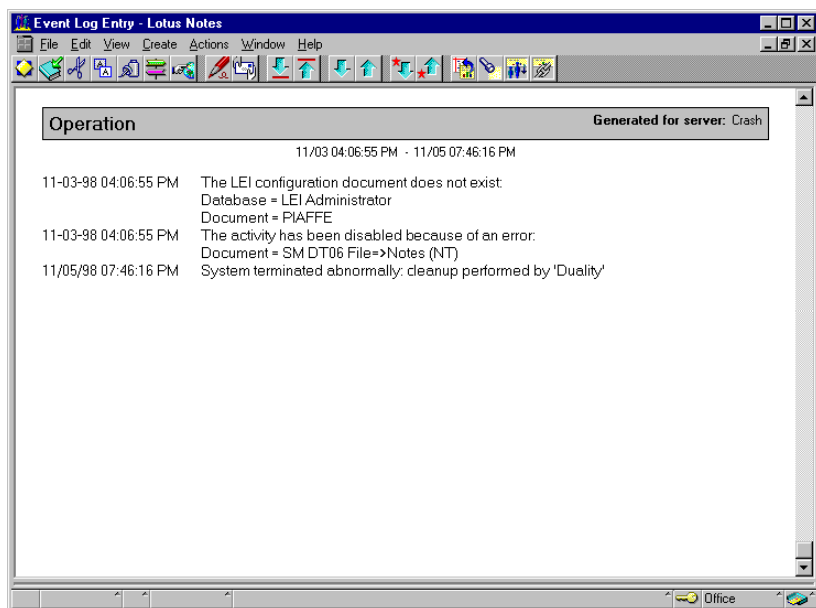 Event Log Entry - Lotus Notes
File Edit View Create Actions Window Help
Operation
Generated for server: Crash
11/03 04:06:55 PM - 11/05 07:46:16 PM
11-03-98 04:06:55 PM The LEI configuration document does not exist:
Database = LEI Administrator
Document = PIAFFE
11-03-98 04:06:55 PM The activity has been disabled because of an error:
Document = SM DT06 File=>Notes (NT)
11/05/98 07:46:16 PM System terminated abnormally: cleanup performed by 'Duality'
Office